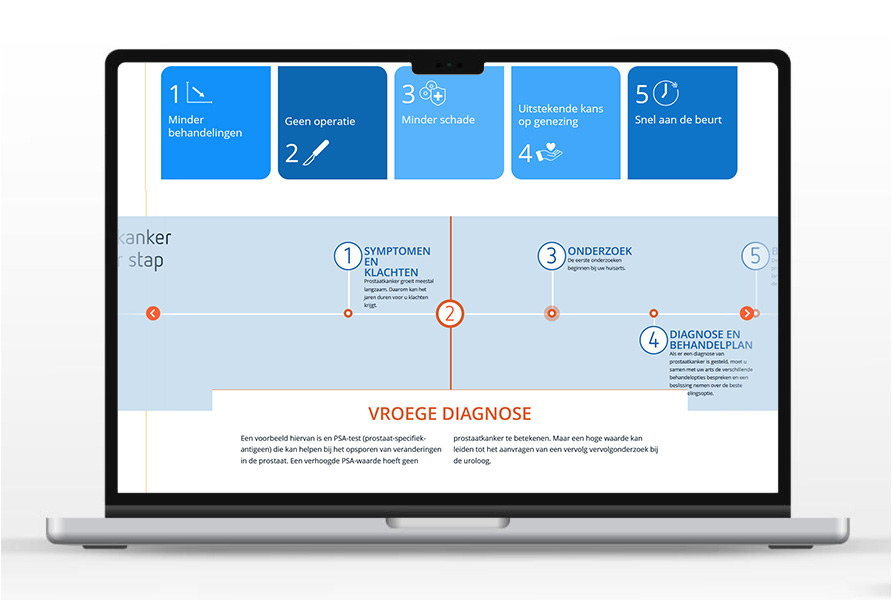 1
Minder
behandelingen
Geen operatie
2
3
Minder schade
Uitstekende kans
op genezing
4
5
Snel aan de beurt
kanker
stap
1
SYMPTOMEN
EN
KLACHTEN
Prostaatkanker groeit meestal
langzaam. Daarom kan het
jaren duren voor u klachten
krijgt.
2
3
ONDERZOEK
De eerste onderzoeken
beginnen bij uw huisarts.
4
DIAGNOSE EN
BEHANDELPLAN
Als er een diagnose van
prostaatkanker is gesteld, moet u
samen met uw arts de verschillende
behandelopties bespreken en een
beslissing nemen over de beste
elingsoptie.
5
VROEGE DIAGNOSE
Een voorbeeld hiervan is en PSA-test (prostaat-specifiek-
antigeen) die kan helpen bij het opsporen van veranderingen
in de prostaat. Een verhoogde PSA-waarde hoeft geen
prostaatkanker te betekenen. Maar een hoge waarde kan
leiden tot het aanvragen van een vervolg vervolgonderzoek bij
de uroloog,